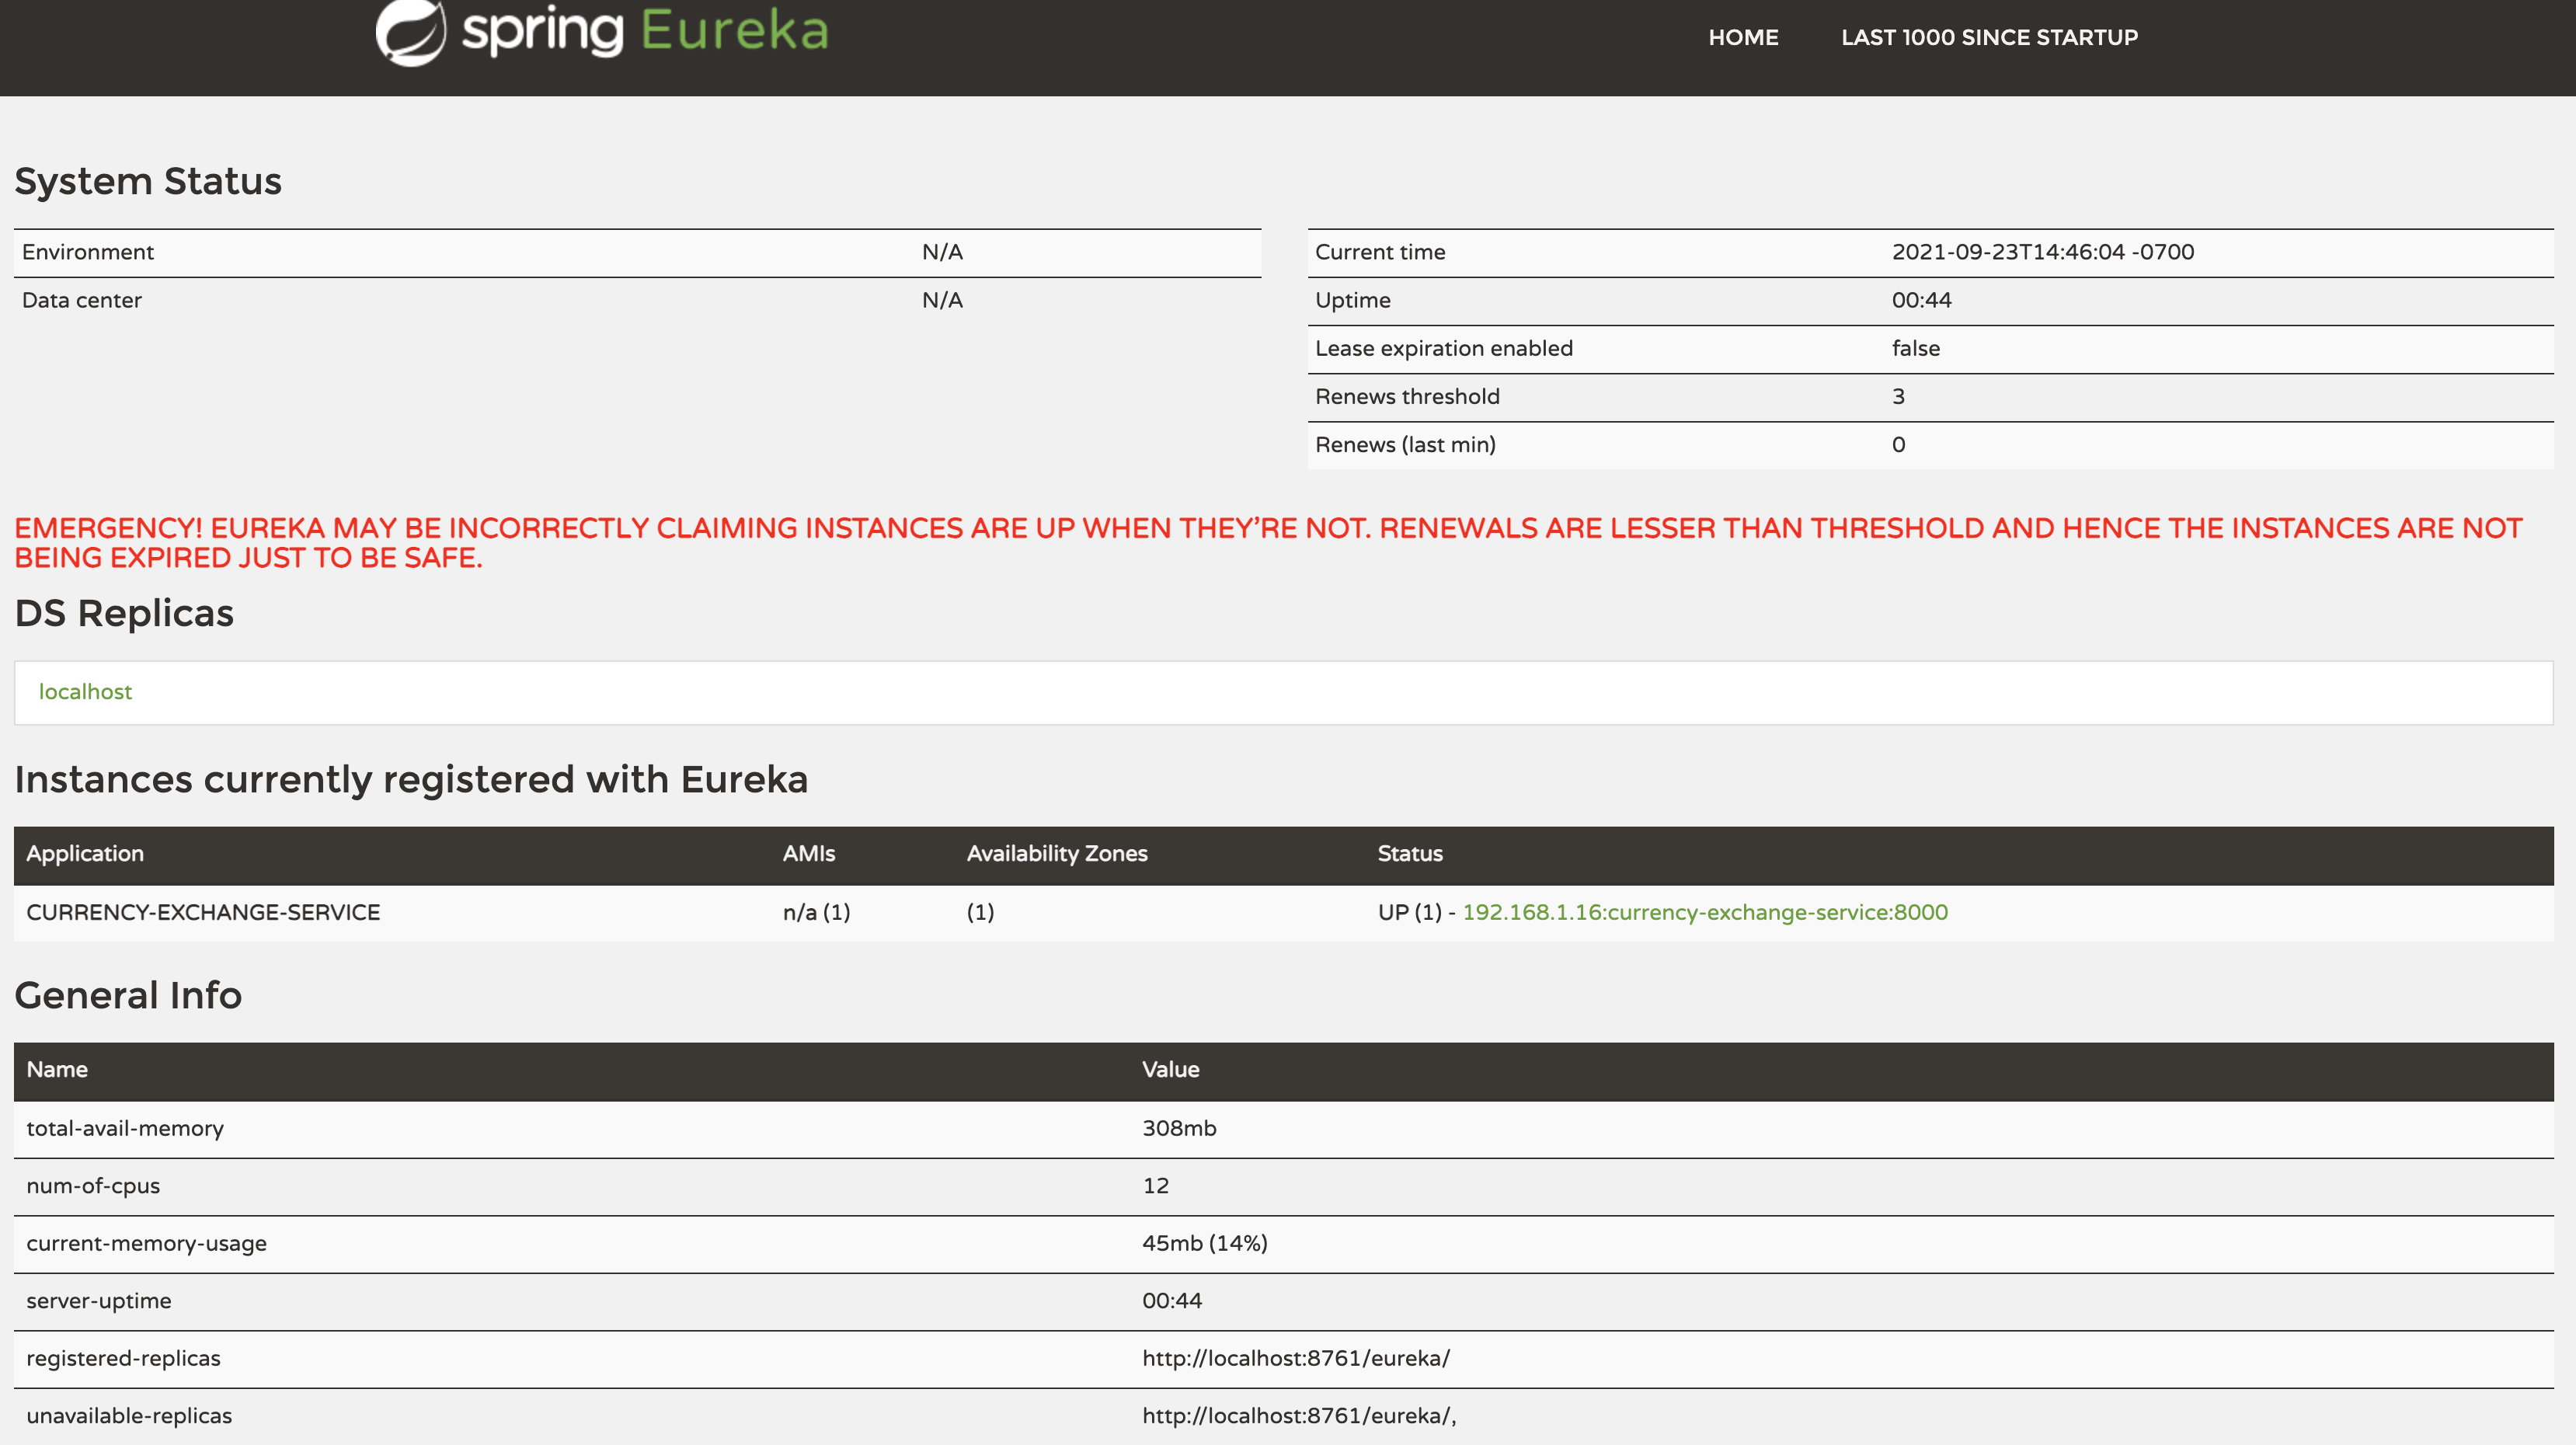 spring Eureka
HOME LAST 1000 SINCE STARTUP
System Status
Environment N/A
Data center N/A
Current time 2021-09-23T14:46:04 -0700
Uptime 00:44
Lease expiration enabled false
Renews threshold 3
Renews (last min) 0
EMERGENCY! EUREKA MAY BE INCORRECTLY CLAIMING INSTANCES ARE UP WHEN THEY'RE NOT. RENEWALS ARE LESSER THAN THRESHOLD AND HENCE THE INSTANCES ARE NOT
BEING EXPIRED JUST TO BE SAFE.
DS Replicas
localhost
Instances currently registered with Eureka
Application AMIs Availability Zones Status
CURRENCY-EXCHANGE-SERVICE n/a (1) (1) UP (1) - 192.168.1.16:currency-exchange-service:8000
General Info
Name Value
total-avail-memory 308mb
num-of-cpus 12
current-memory-usage 45mb (14%)
server-uptime 00:44
registered-replicas http://localhost:8761/eureka/
unavailable-replicas http://localhost:8761/eureka/,